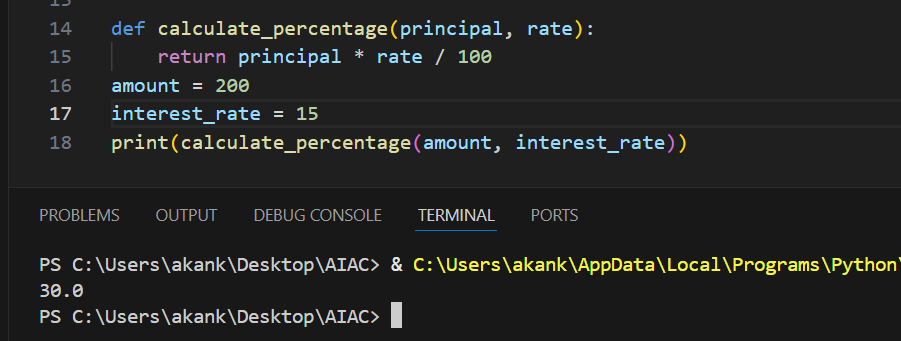 13
14 def calculate_percentage(principal, rate):
15     return principal * rate / 100
16 amount = 200
17 interest_rate = 15
18 print(calculate_percentage(amount, interest_rate))
PROBLEMS OUTPUT DEBUG CONSOLE TERMINAL PORTS
PS C:\Users\akank\Desktop\AIAC> & C:\Users\akank\AppData\Local\Programs\Python\
30.0
PS C:\Users\akank\Desktop\AIAC>